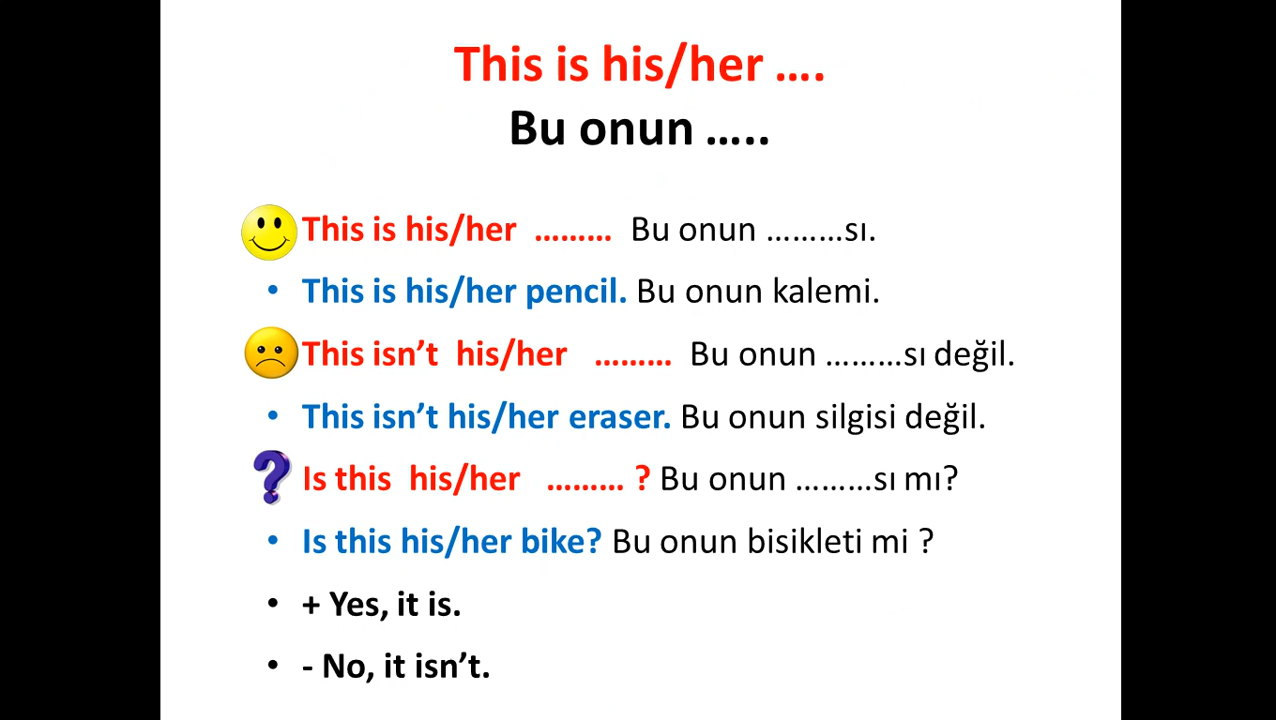 This is his/her ….
Bu onun …..
This is his/her ……… Bu onun ………sı.
• This is his/her pencil. Bu onun kalemi.
This isn’t his/her ……… Bu onun ………sı değil.
• This isn’t his/her eraser. Bu onun silgisi değil.
Is this his/her ……… ? Bu onun ………sı mı?
• Is this his/her bike? Bu onun bisikleti mi ?
• + Yes, it is.
• - No, it isn’t.